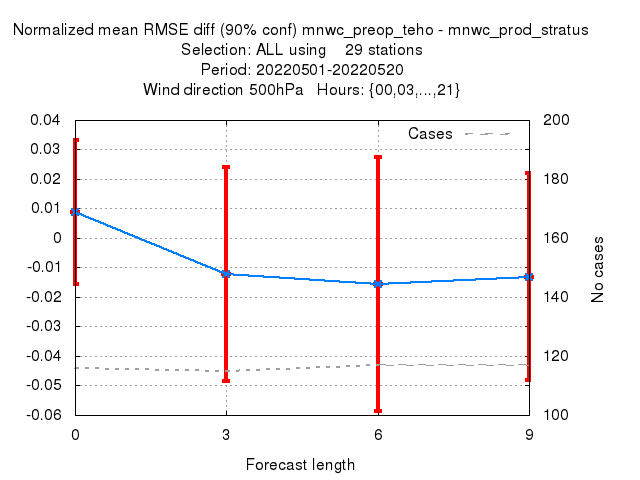 Normalized mean RMSE diff (90% conf) mnwc_preop_teho - mnwc_prod_stratus
Selection: ALL using    29 stations
Period: 20220501-20220520
Wind direction 500hPa   Hours: {00,03,...,21}
Cases
0.04
0.03
0.02
0.01
0
-0.01
-0.02
-0.03
-0.04
-0.05
-0.06
200
180
160
140
120
100
No cases
0 3 6 9
Forecast length